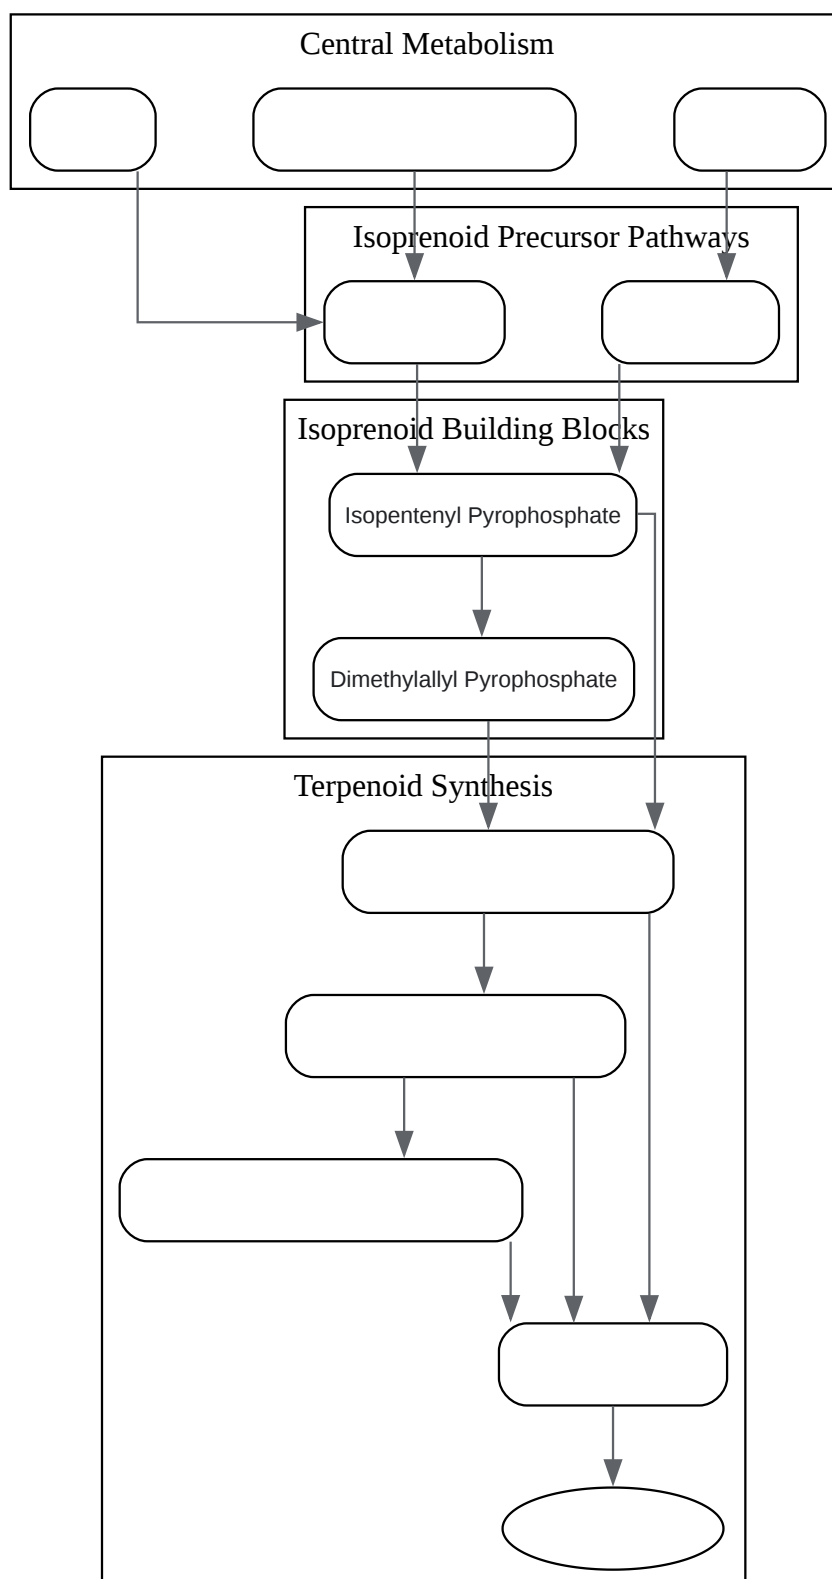 Central Metabolism
Isoprenoid Precursor Pathways
Isoprenoid Building Blocks
Isopentenyl Pyrophosphate
Dimethylallyl Pyrophosphate
Terpenoid Synthesis